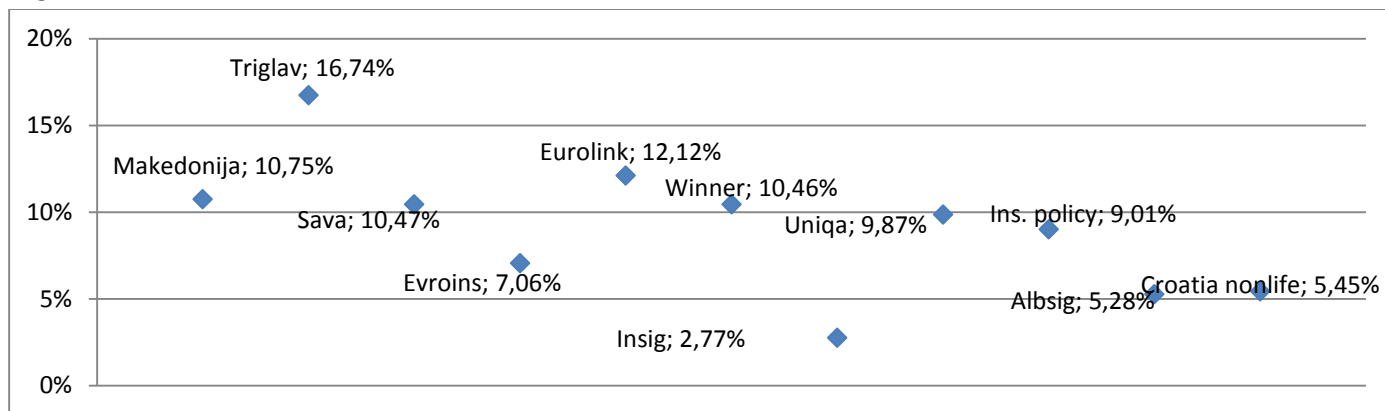 20%
Triglav; 16,74%
15%
Eurolink; 12,12%
Makedonija; 10,75%
Winner; 10,46%
10%
Sava; 10,47%
Uniqa; 9,87%
Ins. policy; 9,01%
Evroins; 7,06%
5%
Albsig; 5,28%
Croatia nonlife; 5,45%
Insig; 2,77%
0%